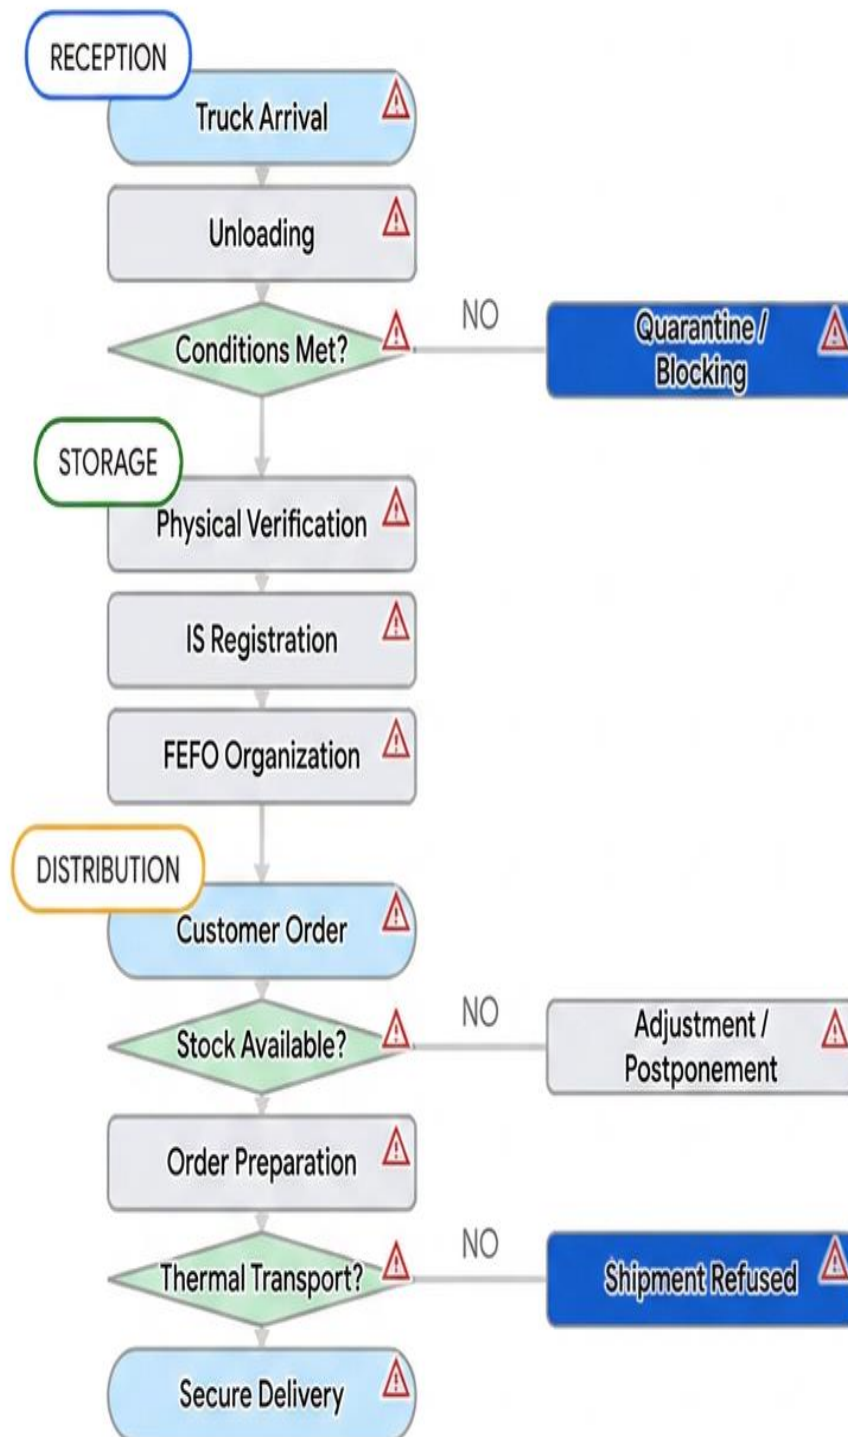 RECEPTION
Truck Arrival
Unloading
Conditions Met?
NO
Quarantine /
Blocking
STORAGE
Physical Verification
IS Registration
FEFO Organization
DISTRIBUTION
Customer Order
Stock Available?
NO
Adjustment /
Postponement
Order Preparation
Thermal Transport?
NO
Shipment Refused
Secure Delivery